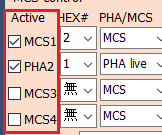 Active HEX# PHA/MCS
MCS1 2 MCS
PHA2 1 PHA live
MCS3 無 MCS
MCS4 無 MCS